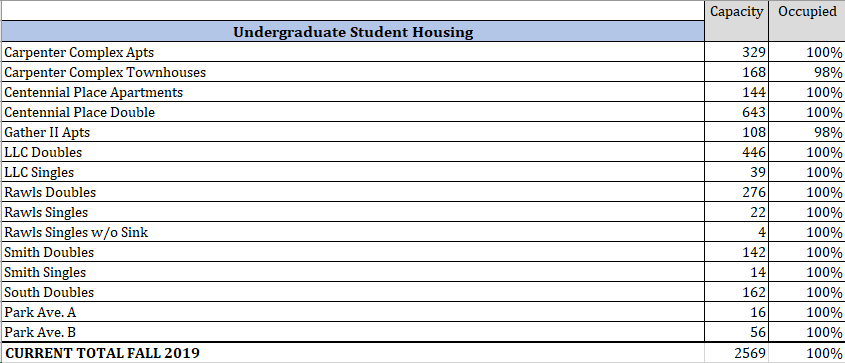 Capacity Occupied
Undergraduate Student Housing
Carpenter Complex Apts 329 100%
Carpenter Complex Townhouses 168 98%
Centennial Place Apartments 144 100%
Centennial Place Double 643 100%
Gather II Apts 108 98%
LLC Doubles 446 100%
LLC Singles 39 100%
Rawls Doubles 276 100%
Rawls Singles 22 100%
Rawls Singles w/o Sink 4 100%
Smith Doubles 142 100%
Smith Singles 14 100%
South Doubles 162 100%
Park Ave. A 16 100%
Park Ave. B 56 100%
CURRENT TOTAL FALL 2019 2569 100%